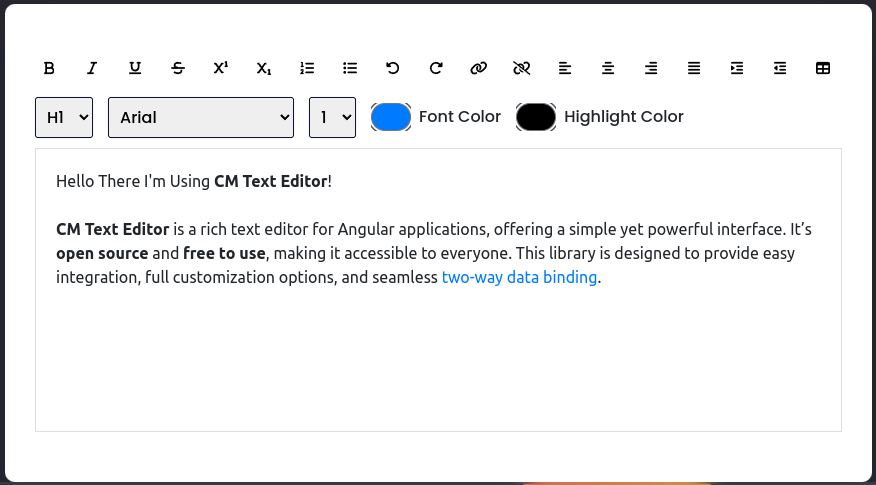 B I U S X¹ X₁
H1 Arial 1 Font Color Highlight Color
Hello There I'm Using CM Text Editor!
CM Text Editor is a rich text editor for Angular applications, offering a simple yet powerful interface. It’s
open source and free to use, making it accessible to everyone. This library is designed to provide easy
integration, full customization options, and seamless two-way data binding.